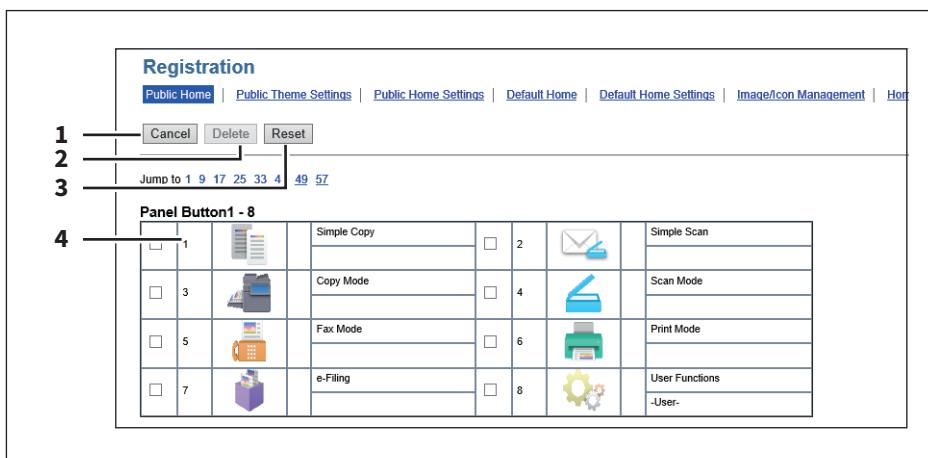 Registration
Public Home | Public Theme Settings | Public Home Settings | Default Home | Default Home Settings | Image/Icon Management |
1 Cancel Delete Reset
2
3 Jump to 1 9 17 25 33 4 49 57
Panel Button1 - 8
4 1 Simple Copy 2 Simple Scan
3 Copy Mode 4 Scan Mode
5 Fax Mode 6 Print Mode
7 e-Filing 8 User Functions
-User-